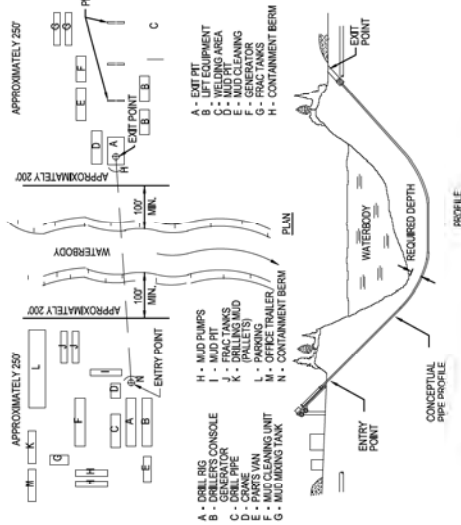 APPROXIMATELY 250'
APPROXIMATELY 250'
APPROXIMATELY 200'
APPROXIMATELY 200'
M
K
L
G
H
H
F
J
J
I
E
B
A
C
D
N
ENTRY POINT
100'
MIN.
WATERBODY
100'
MIN.
PLAN
D
E
F
G
G
H
A
EXIT POINT
B
B
C
A - DRILL RIG
B - DRILLER'S CONSOLE
GENERATOR
C - DRILL PIPE
D - CRANE
E - PARTS VAN
F - MUD CLEANING UNIT
G - MUD MIXING TANK
H - MUD PUMPS
I - MUD PIT
J - FRAC TANKS
K - DRILLING MUD
(PALLETS)
L - PARKING
M - OFFICE TRAILER
N - CONTAINMENT BERM
A - EXIT PIT
B - LIFT EQUIPMENT
C - WELDING AREA
D - MUD PIT
E - MUD CLEANING
F - GENERATOR
G - FRAC TANKS
H - CONTAINMENT BERM
ENTRY
POINT
CONCEPTUAL
PIPE PROFILE
WATERBODY
REQUIRED DEPTH
EXIT
POINT
PROFILE